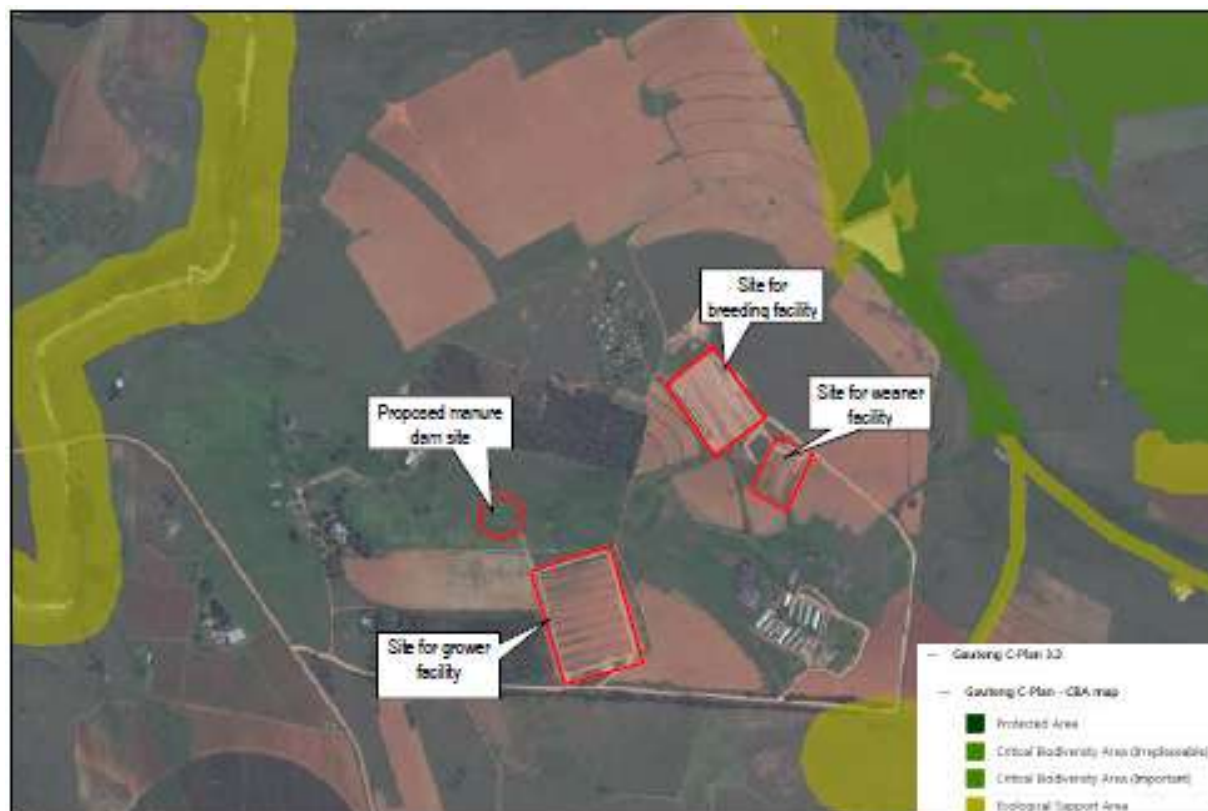 Site for
breeding facility
Site for weaner
facility
Proposed manure
dam site
Site for grower
facility
Gauteng C-Plan 3.3
Gauteng C-Plan - CBA map
Protected Area
Critical Biodiversity Area (Irreplaceable)
Critical Biodiversity Area (Important)
Ecological Support Area